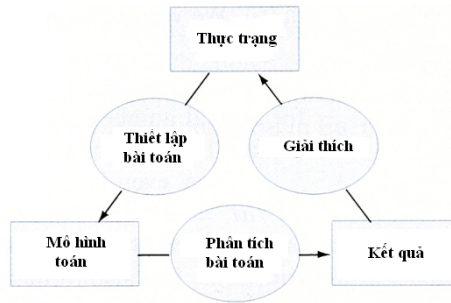 Thực trạng
Thiết lập
bài toán
Giải thích
Mô hình
toán
Phân tích
bài toán
Kết quả